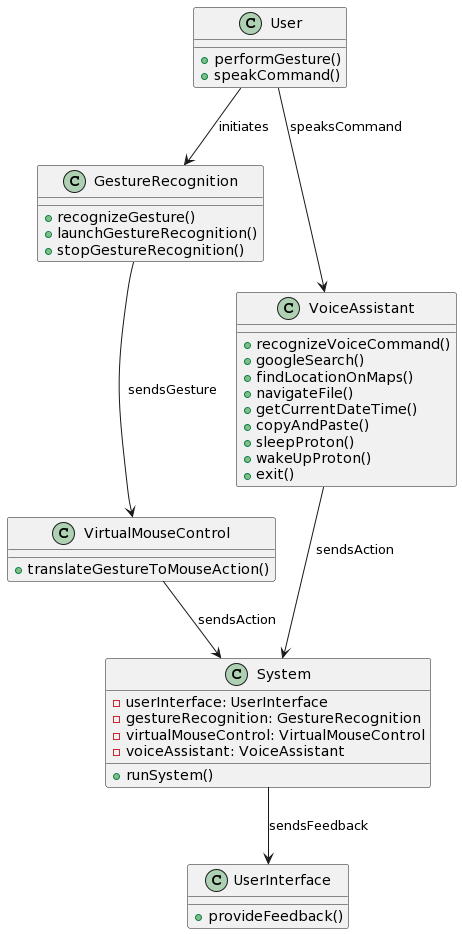 C User
performGesture()
speakCommand()
initiates
speaksCommand
C GestureRecognition
recognizeGesture()
launchGestureRecognition()
stopGestureRecognition()
C VoiceAssistant
recognizeVoiceCommand()
googleSearch()
findLocationOnMaps()
navigateFile()
getCurrentDateTime()
copyAndPaste()
sleepProton()
wakeUpProton()
exit()
sendsGesture
C VirtualMouseControl
translateGestureToMouseAction()
sendsAction
sendsAction
C System
userInterface: UserInterface
gestureRecognition: GestureRecognition
virtualMouseControl: VirtualMouseControl
voiceAssistant: VoiceAssistant
runSystem()
sendsFeedback
C UserInterface
provideFeedback()